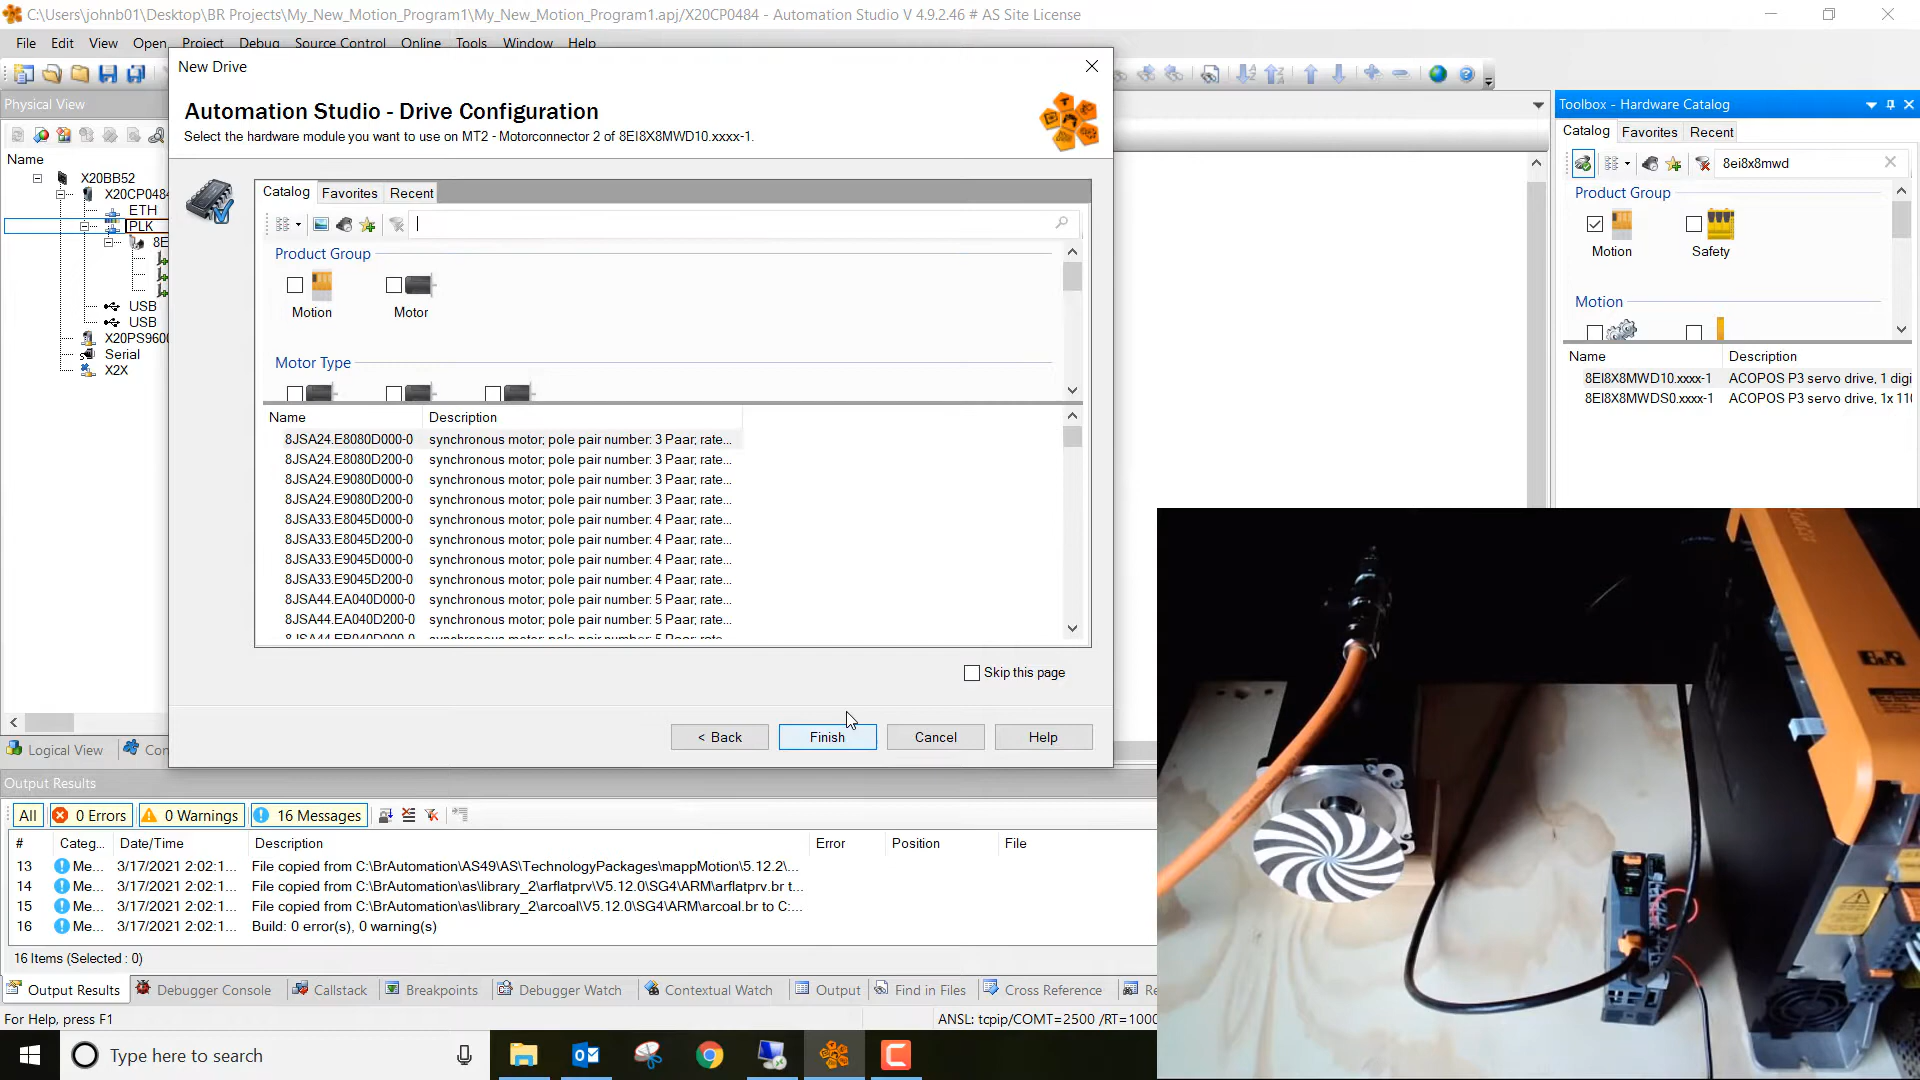 C:\Users\johnb01\Desktop\BR Projects\My_New_Motion_Program1\My_New_Motion_Program1.apj/X20CP0484 - Automation Studio V 4.9.2.46 # AS Site License
File Edit View Open Project Debug Source Control Online Tools Window Help
Physical View
Name
X20BB52
X20CP0484
ETH
PLK
8E
USB
USB
X20PS9600
Serial
X2X
Logical View
Con
New Drive
Automation Studio - Drive Configuration
Select the hardware module you want to use on MT2 - Motorconnector 2 of 8EI8X8MWD10.xxxx-1.
Catalog Favorites Recent
Product Group
Motion Motor
Motor Type
Name Description
8JSA24.E8080D000-0 synchronous motor; pole pair number: 3 Paar; rate...
8JSA24.E8080D200-0 synchronous motor; pole pair number: 3 Paar; rate...
8JSA24.E9080D000-0 synchronous motor; pole pair number: 3 Paar; rate...
8JSA24.E9080D200-0 synchronous motor; pole pair number: 3 Paar; rate...
8JSA33.E8045D000-0 synchronous motor; pole pair number: 4 Paar; rate...
8JSA33.E8045D200-0 synchronous motor; pole pair number: 4 Paar; rate...
8JSA33.E9045D000-0 synchronous motor; pole pair number: 4 Paar; rate...
8JSA33.E9045D200-0 synchronous motor; pole pair number: 4 Paar; rate...
8JSA44.EA040D000-0 synchronous motor; pole pair number: 5 Paar; rate...
8JSA44.EA040D200-0 synchronous motor; pole pair number: 5 Paar; rate...
8JSA44.EB040D000-0 synchronous motor; pole pair number: 5 Paar; rate...
Skip this page
< Back Finish Cancel Help
Toolbox - Hardware Catalog
Catalog Favorites Recent
8ei8x8mwd
Product Group
Motion Safety
Motion
Name Description
8EI8X8MWD10.xxxx-1 ACOPOS P3 servo drive, 1 digi
8EI8X8MWDS0.xxxx-1 ACOPOS P3 servo drive, 1x 110
Output Results
All 0 Errors 0 Warnings 16 Messages
# Categ... Date/Time Description Error Position File
13 Me... 3/17/2021 2:02:1... File copied from C:\BrAutomation\AS49\AS\TechnologyPackages\mappMotion\5.12.2\...
14 Me... 3/17/2021 2:02:1... File copied from C:\BrAutomation\as\library_2\arflatprv\V5.12.0\SG4\ARM\arflatprv.br t...
15 Me... 3/17/2021 2:02:1... File copied from C:\BrAutomation\as\library_2\arcoal\V5.12.0\SG4\ARM\arcoal.br to C:...
16 Me... 3/17/2021 2:02:1... Build: 0 error(s), 0 warning(s)
16 Items (Selected : 0)
Output Results Debugger Console Callstack Breakpoints Debugger Watch Contextual Watch Output Find in Files Cross Reference Re
For Help, press F1
ANSL: tcpip/COMT=2500 /RT=1000
Type here to search